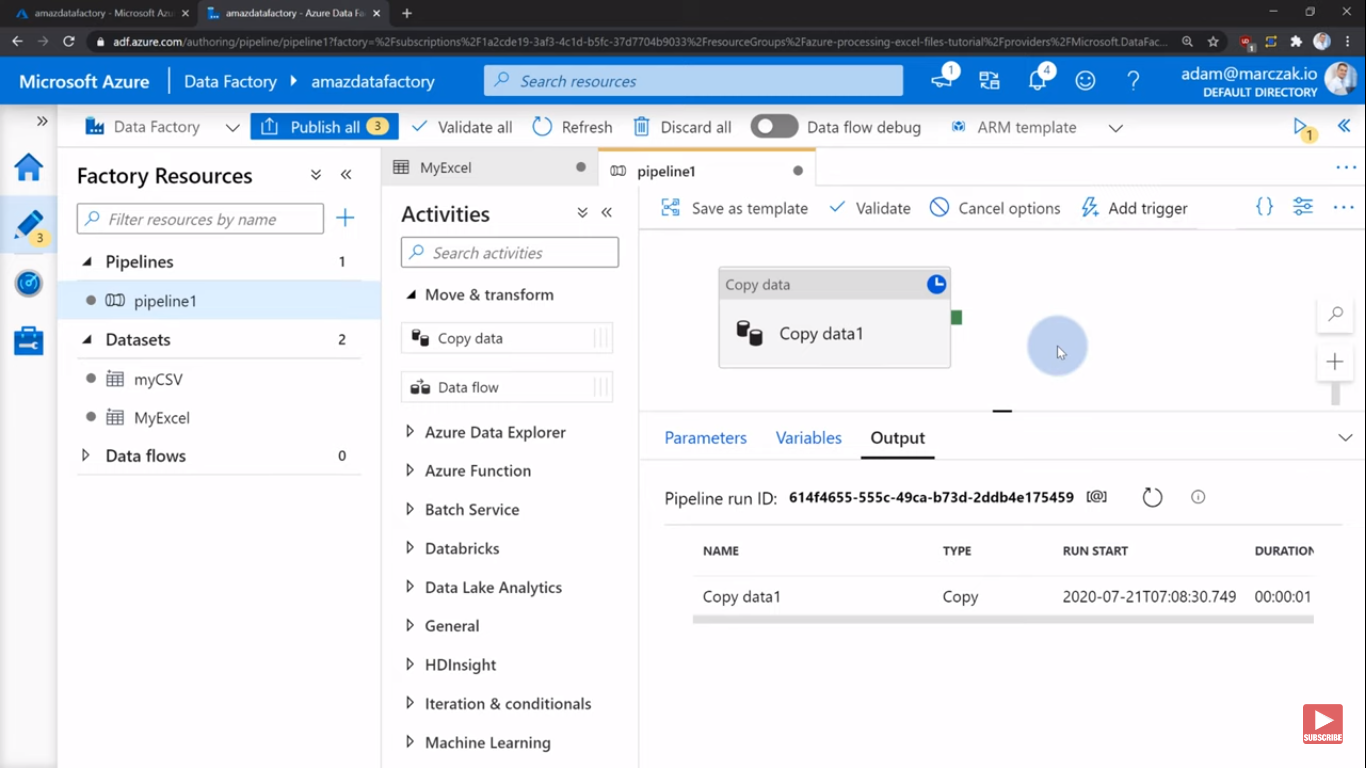 amazdatafactory - Microsoft Azu
amazdatafactory - Azure Data Fa
adf.azure.com/authoring/pipeline/pipeline1?factory=%2Fsubscriptions%2F1a2cde19-3af3-4c1d-b5fc-37d7704b9033%2FresourceGroups%2Fazure-processing-excel-files-tutorial%2Fproviders%2FMicrosoft.DataFac...
1
Microsoft Azure
Data Factory
amazdatafactory
Search resources
1
4
?
adam@marczak.io
DEFAULT DIRECTORY
Data Factory
Publish all 3
Validate all
Refresh
Discard all
Data flow debug
ARM template
1
3
Factory Resources
Filter resources by name
Pipelines 1
pipeline1
Datasets 2
myCSV
MyExcel
Data flows 0
MyExcel
pipeline1
Activities
Search activities
Move & transform
Copy data
Data flow
Azure Data Explorer
Azure Function
Batch Service
Databricks
Data Lake Analytics
General
HDInsight
Iteration & conditionals
Machine Learning
Save as template
Validate
Cancel options
Add trigger
{}
Copy data
Copy data1
Parameters
Variables
Output
Pipeline run ID: 614f4655-555c-49ca-b73d-2ddb4e175459 [@]
NAME TYPE RUN START DURATION
Copy data1 Copy 2020-07-21T07:08:30.749 00:00:01
SUBSCRIBE